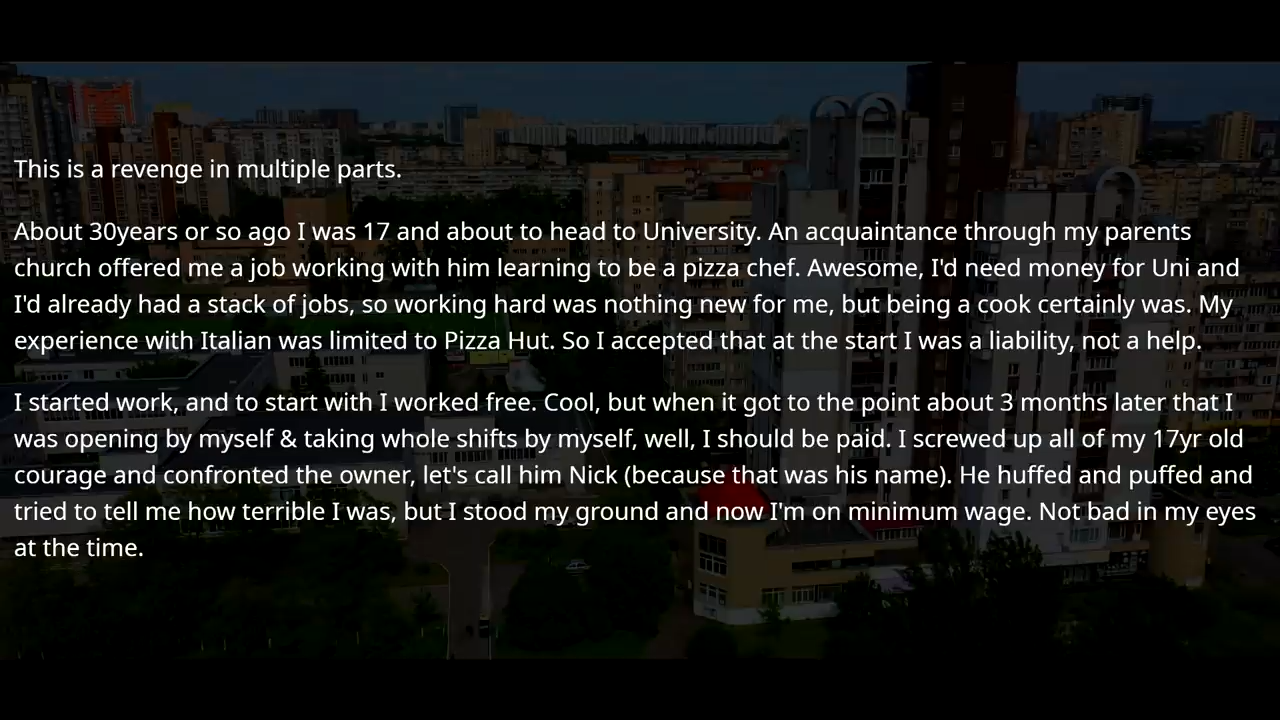 This is a revenge in multiple parts.
About 30years or so ago I was 17 and about to head to University. An acquaintance through my parents
church offered me a job working with him learning to be a pizza chef. Awesome, I'd need money for Uni and
I'd already had a stack of jobs, so working hard was nothing new for me, but being a cook certainly was. My
experience with Italian was limited to Pizza Hut. So I accepted that at the start I was a liability, not a help.
I started work, and to start with I worked free. Cool, but when it got to the point about 3 months later that I
was opening by myself & taking whole shifts by myself, well, I should be paid. I screwed up all of my 17yr old
courage and confronted the owner, let's call him Nick (because that was his name). He huffed and puffed and
tried to tell me how terrible I was, but I stood my ground and now I'm on minimum wage. Not bad in my eyes
at the time.